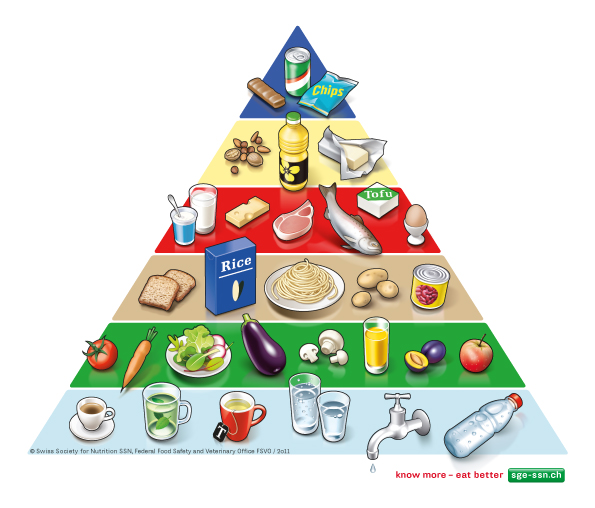 Chips
Tofu
Rice
T
© Swiss Society for Nutrition SSN, Federal Food Safety and Veterinary Office FSVO / 2o11
know more – eat better sge-ssn.ch